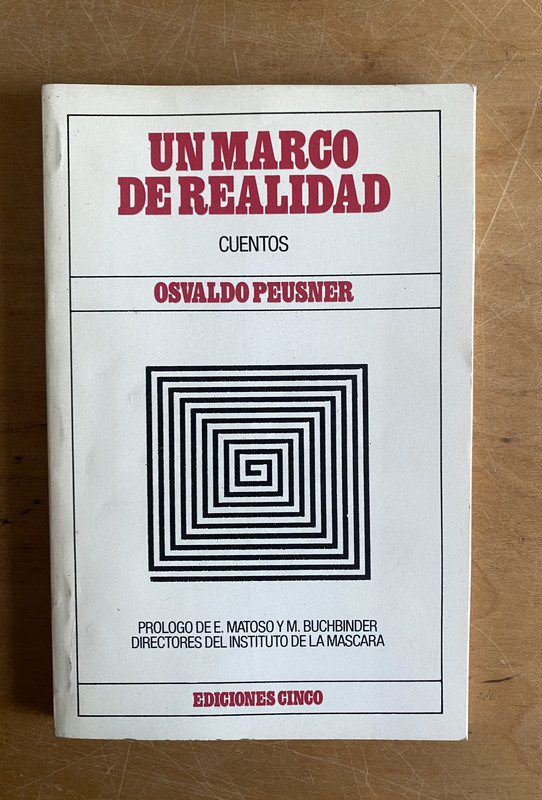 UN MARCO
DE REALIDAD
CUENTOS
OSVALDO PEUSNER
PROLOGO DE E. MATOSO Y M. BUCHBINDER
DIRECTORES DEL INSTITUTO DE LA MASCARA
EDICIONES CINCO